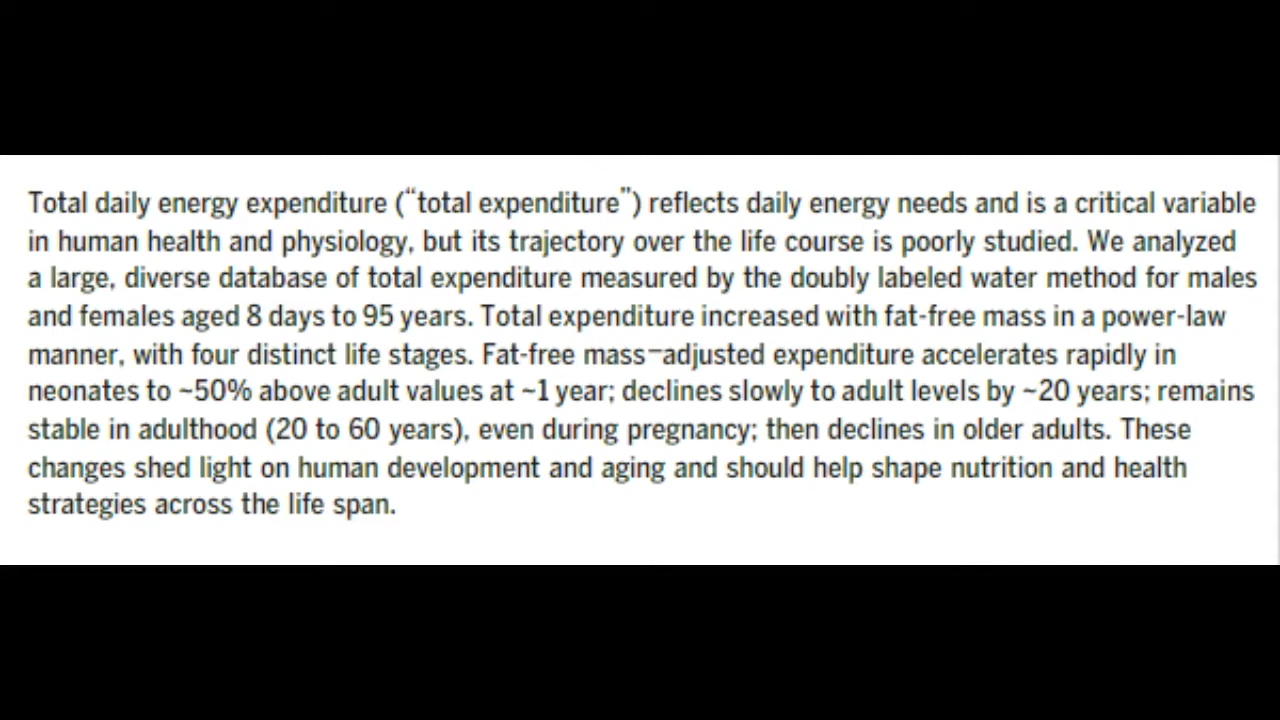 Total daily energy expenditure (“total expenditure”) reflects daily energy needs and is a critical variable
in human health and physiology, but its trajectory over the life course is poorly studied. We analyzed
a large, diverse database of total expenditure measured by the doubly labeled water method for males
and females aged 8 days to 95 years. Total expenditure increased with fat-free mass in a power-law
manner, with four distinct life stages. Fat-free mass–adjusted expenditure accelerates rapidly in
neonates to ~50% above adult values at ~1 year; declines slowly to adult levels by ~20 years; remains
stable in adulthood (20 to 60 years), even during pregnancy; then declines in older adults. These
changes shed light on human development and aging and should help shape nutrition and health
strategies across the life span.